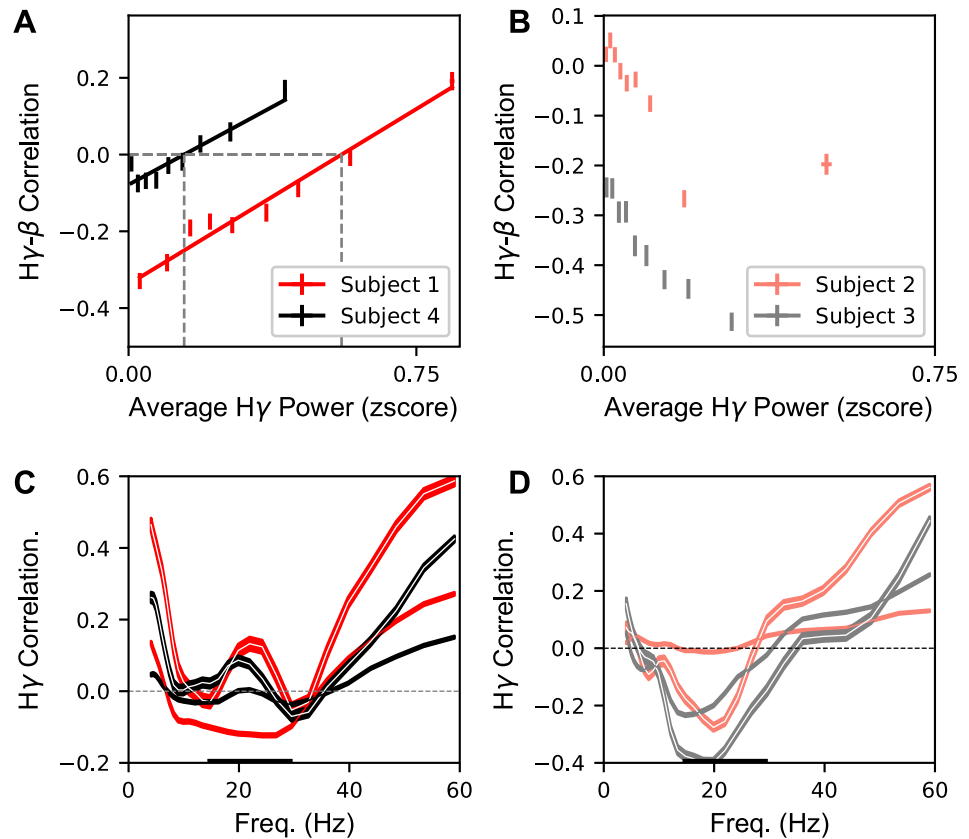 A
Hγ-β Correlation
0.2
0.0
−0.2
−0.4
Subject 1
Subject 4
0.00
0.75
Average Hγ Power (zscore)
B
Hγ-β Correlation
0.1
0.0
−0.1
−0.2
−0.3
−0.4
−0.5
Subject 2
Subject 3
0.00
0.75
Average Hγ Power (zscore)
C
Hγ Correlation.
0.6
0.4
0.2
0.0
−0.2
0
20
40
60
Freq. (Hz)
D
Hγ Correlation.
0.6
0.4
0.2
0.0
−0.2
−0.4
0
20
40
60
Freq. (Hz)